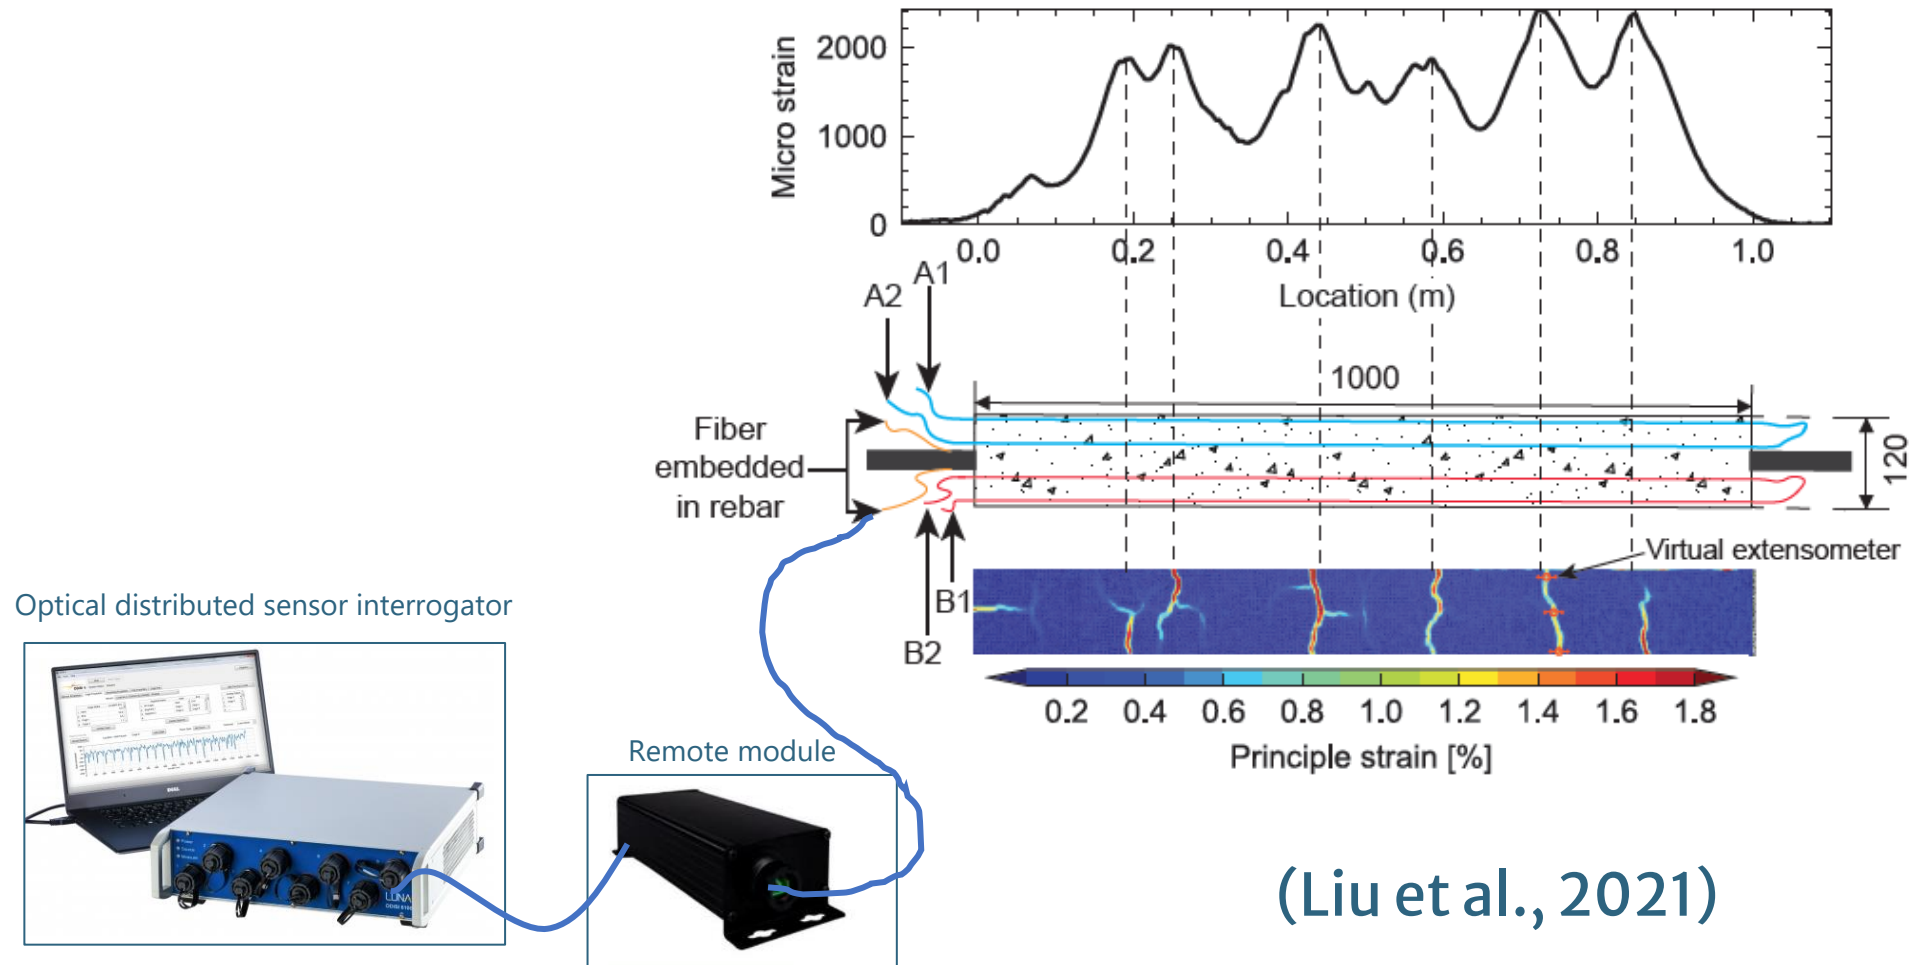 Micro strain
2000
1000
0
0.0
0.2
0.4
0.6
0.8
1.0
Location (m)
A2
A1
1000
120
Fiber
embedded
in rebar
Virtual extensometer
B1
B2
0.2
0.4
0.6
0.8
1.0
1.2
1.4
1.6
1.8
Principle strain [%]
Optical distributed sensor interrogator
Remote module
DELL
LUNA
(Liu et al., 2021)